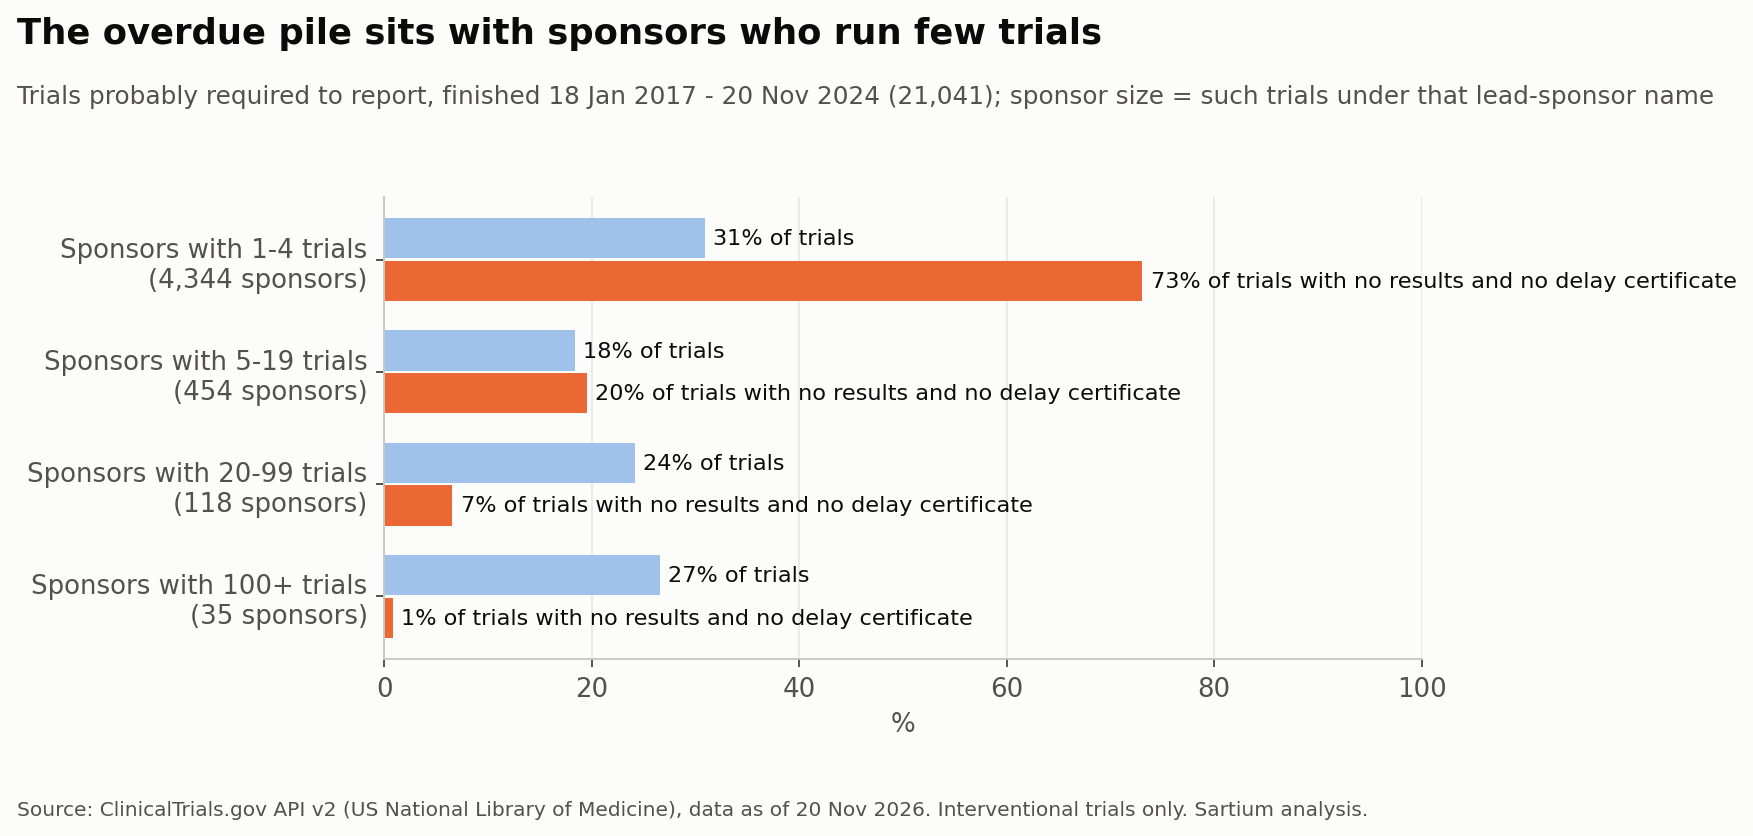 The overdue pile sits with sponsors who run few trials
Trials probably required to report, finished 18 Jan 2017 - 20 Nov 2024 (21,041); sponsor size = such trials under that lead-sponsor name
Sponsors with 1-4 trials
(4,344 sponsors)
31% of trials
73% of trials with no results and no delay certificate
Sponsors with 5-19 trials
(454 sponsors)
18% of trials
20% of trials with no results and no delay certificate
Sponsors with 20-99 trials
(118 sponsors)
24% of trials
7% of trials with no results and no delay certificate
Sponsors with 100+ trials
(35 sponsors)
27% of trials
1% of trials with no results and no delay certificate
0 20 40 60 80 100
%
Source: ClinicalTrials.gov API v2 (US National Library of Medicine), data as of 20 Nov 2026. Interventional trials only. Sartium analysis.